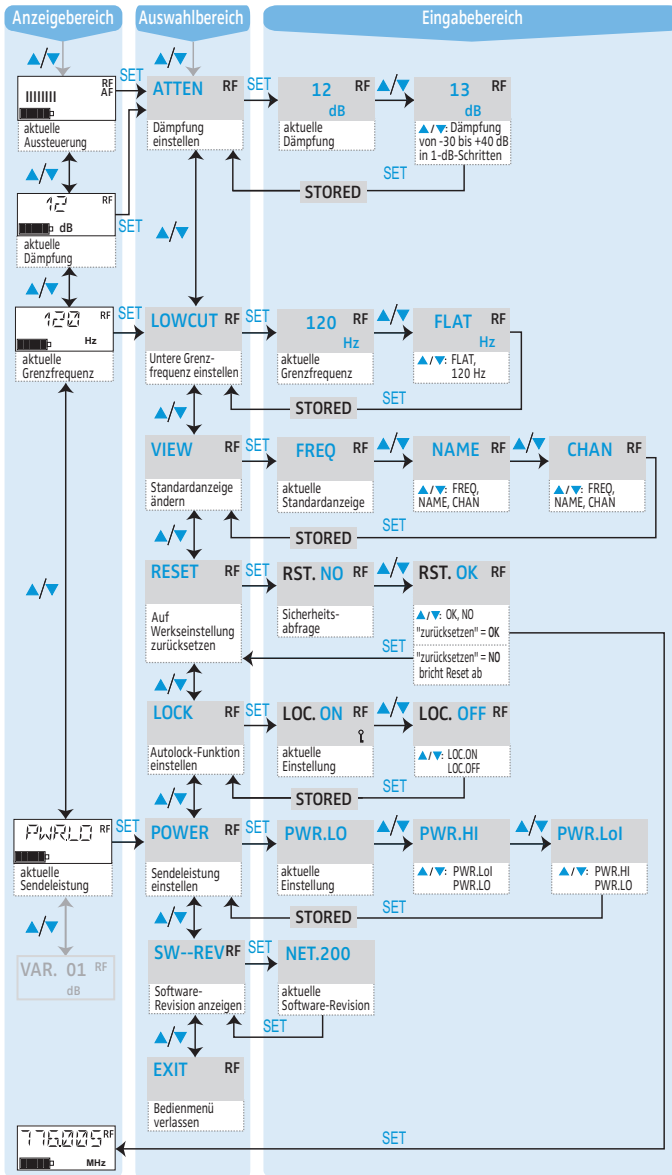 Anzeigebereich
Auswahlbereich
Eingabebereich
RF
AF
aktuelle
Aussteuerung
SET
ATTEN RF
Dämpfung
einstellen
SET
12 RF
dB
aktuelle
Dämpfung
13 RF
dB
▲/▼: Dämpfung
von -30 bis +40 dB
in 1-dB-Schritten
SET
STORED
12 RF
dB
SET
aktuelle
Dämpfung
120 RF
Hz
aktuelle
Grenzfrequenz
SET
LOWCUT RF
Untere Grenz-
frequenz einstellen
SET
120 RF
Hz
aktuelle
Grenzfrequenz
FLAT RF
Hz
▲/▼: FLAT,
120 Hz
SET
STORED
VIEW RF
Standardanzeige
ändern
SET
FREQ RF
aktuelle
Standardanzeige
NAME RF
▲/▼: FREQ,
NAME, CHAN
CHAN RF
▲/▼: FREQ,
NAME, CHAN
SET
STORED
RESET RF
Auf
Werkseinstellung
zurücksetzen
SET
RST. NO RF
Sicherheits-
abfrage
RST. OK RF
▲/▼: OK, NO
"zurücksetzen" = OK
"zurücksetzen" = NO
bricht Reset ab
SET
LOCK RF
Autolock-Funktion
einstellen
SET
LOC. ON RF
aktuelle
Einstellung
LOC. OFF RF
▲/▼: LOC.ON
LOC.OFF
SET
STORED
PWR.LO RF
aktuelle
Sendeleistung
SET
POWER RF
Sendeleistung
einstellen
SET
PWR.LO
aktuelle
Einstellung
PWR.HI
▲/▼: PWR.LoI
PWR.LO
PWR.LoI
▲/▼: PWR.HI
PWR.LO
SET
STORED
VAR. 01 RF
dB
SW--REV RF
Software-
Revision anzeigen
SET
NET.200
aktuelle
Software-Revision
SET
EXIT RF
Bedienmenü
verlassen
776.005 RF
MHz
SET